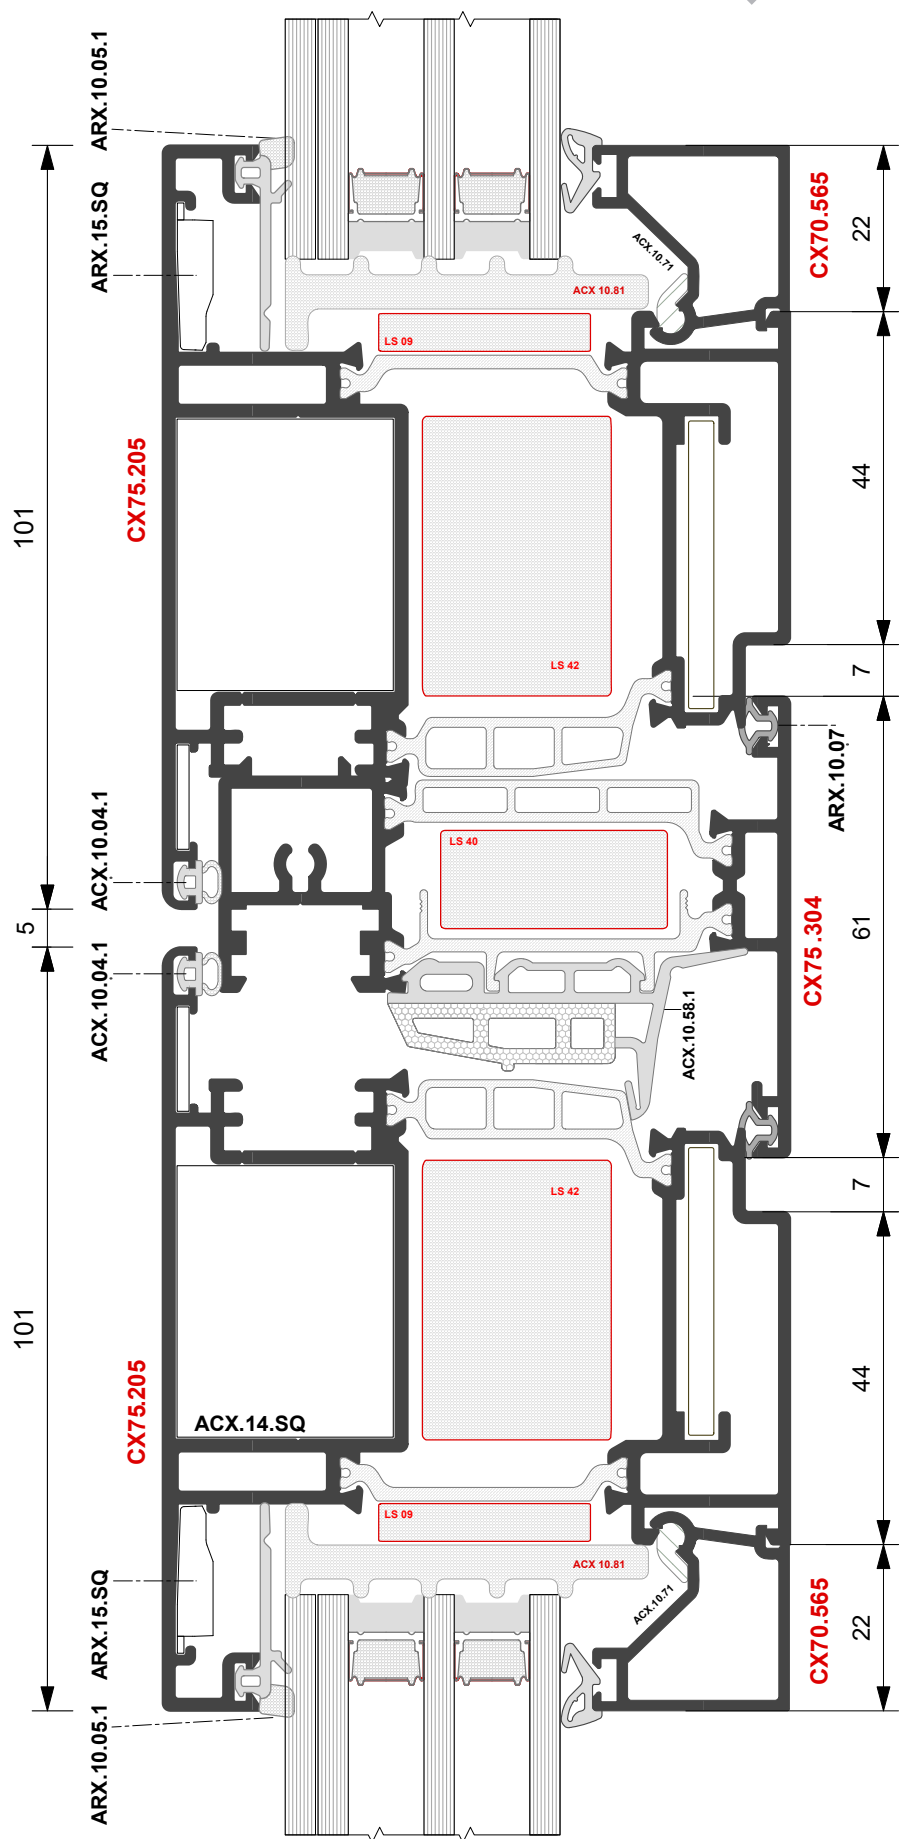 ARX.10.05.1
ARX.15.SQ
101
CX75.205
ACX.10.04.1
5
ACX.10.04.1
101
CX75.205
ACX.14.SQ
ARX.15.SQ
ARX.10.05.1
ACX.10.71
ACX 10.81
LS 09
LS 42
LS 40
ACX.10.58.1
LS 42
LS 09
ACX 10.81
ACX.10.71
CX70.565
22
44
7
ARX.10.07
61
CX75 .304
7
44
CX70.565
22